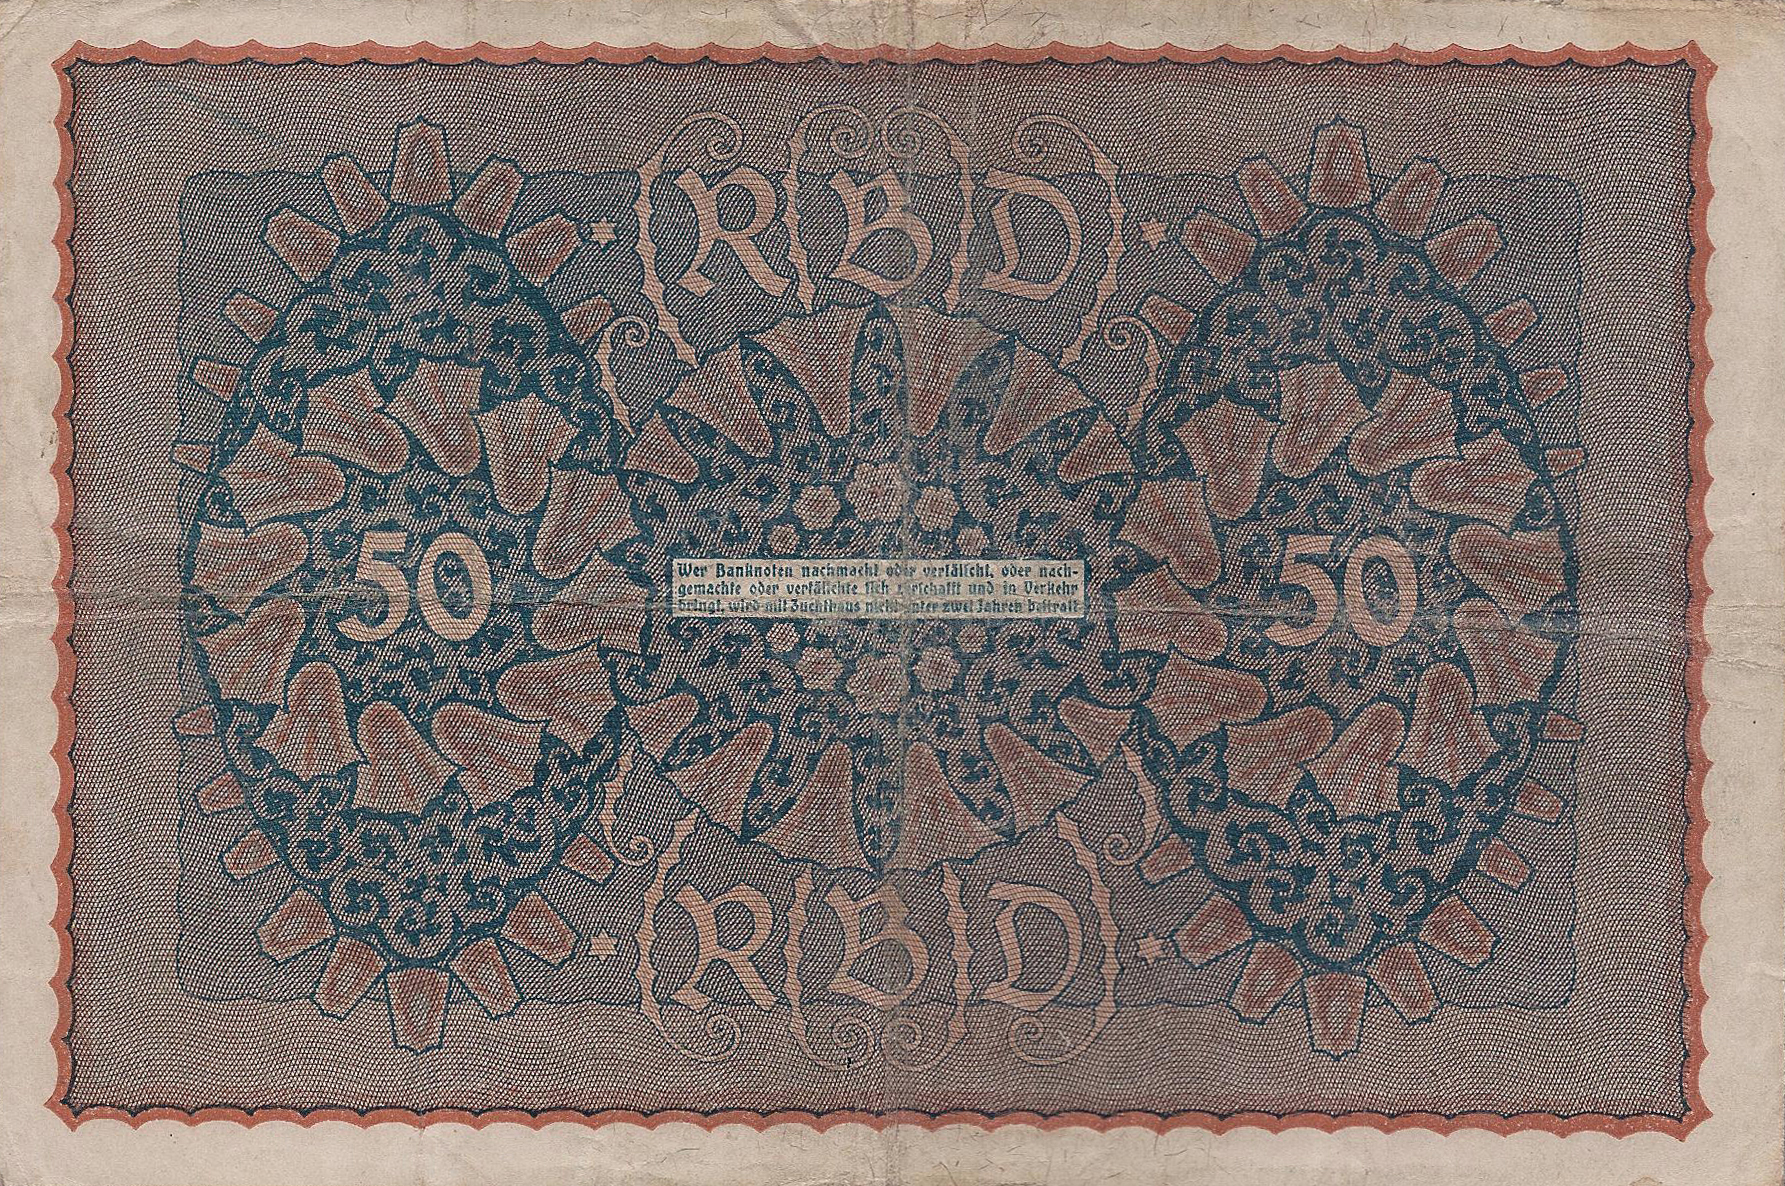 RBD
50
50
Wer Banknoten nachmacht oder verfälscht, oder nach-
gemachte oder verfälschte sich verschafft und in Verkehr
bringt, wird mit Zuchthaus nicht unter zwei Jahren bestraft
RBD